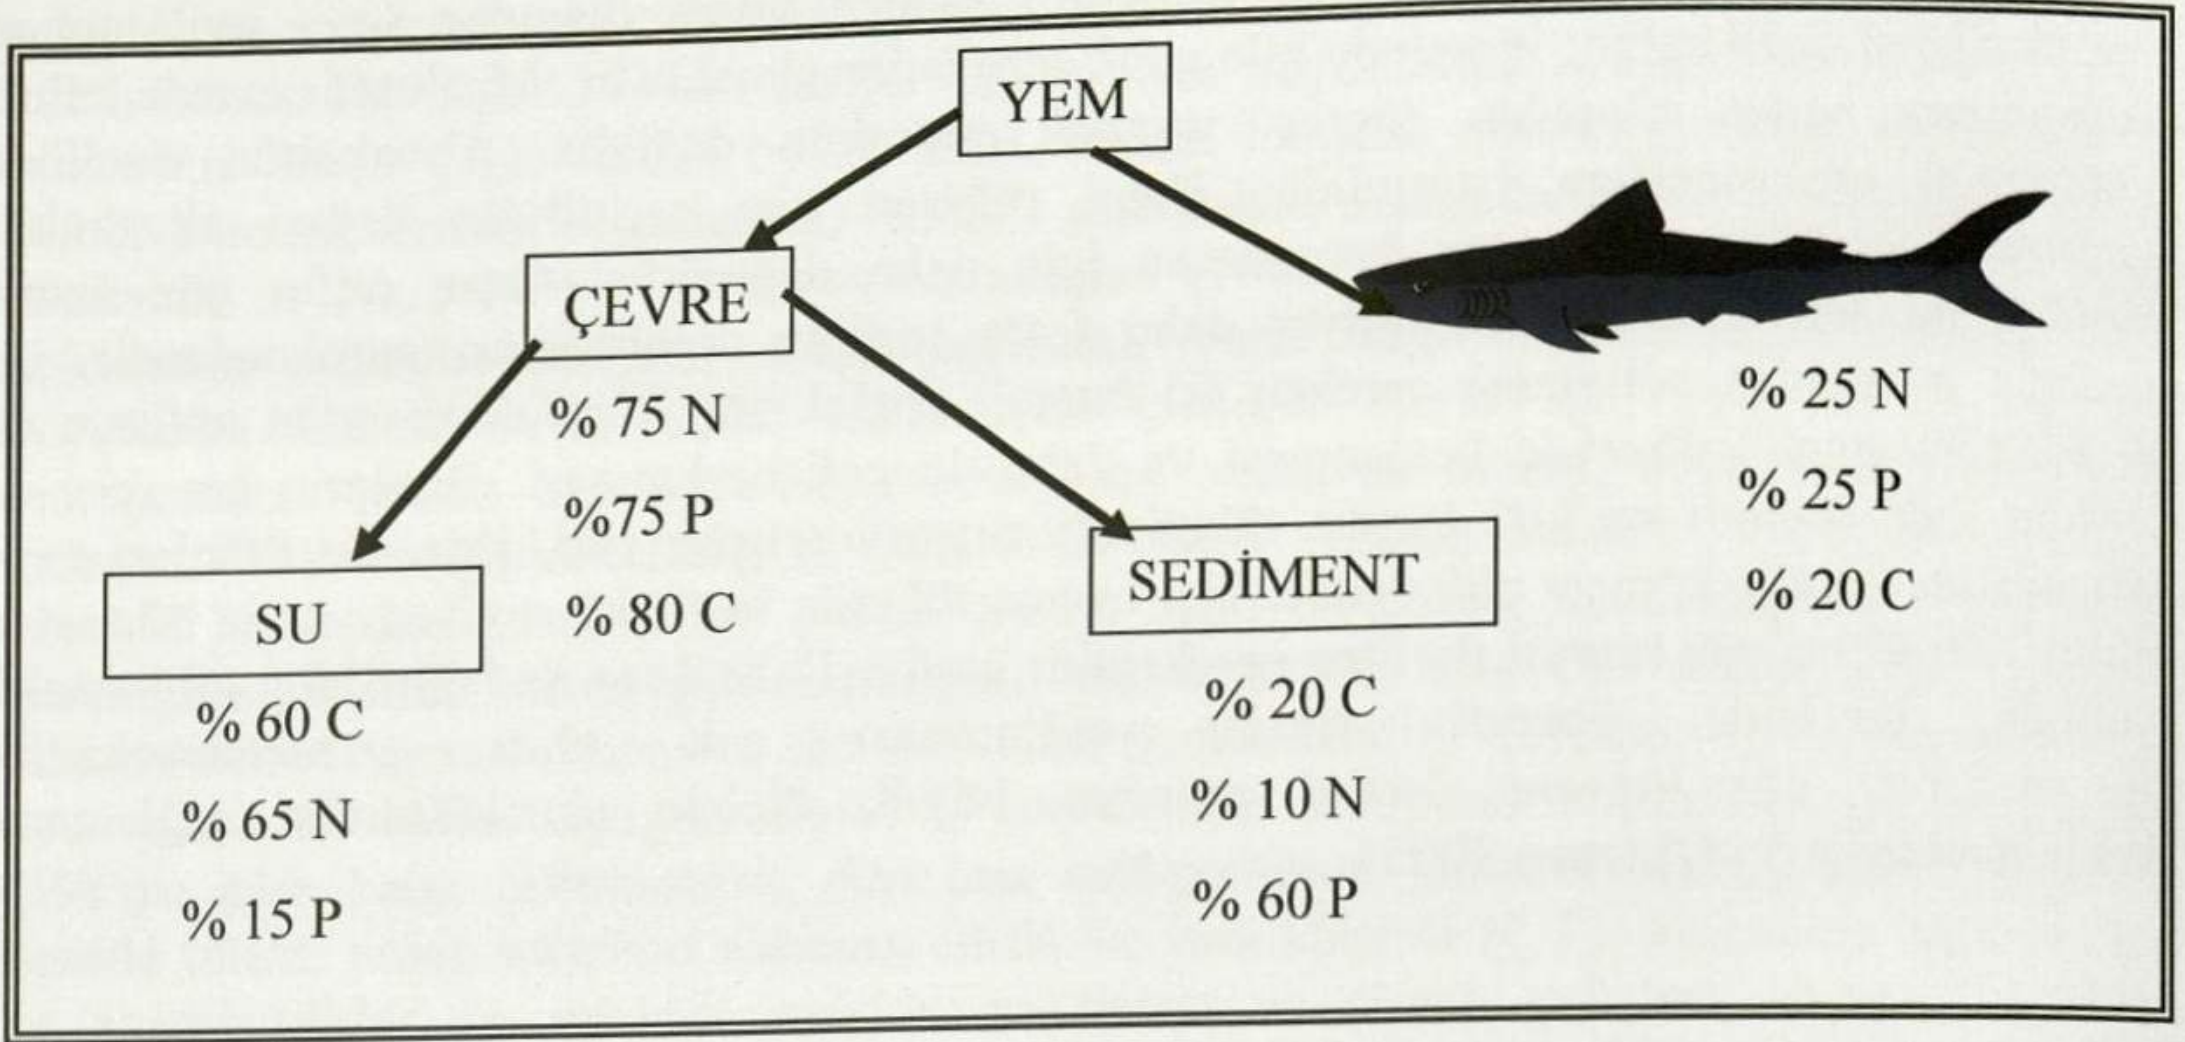 YEM
ÇEVRE
% 75 N
%75 P
% 80 C
% 25 N
% 25 P
% 20 C
SU
% 60 C
% 65 N
% 15 P
SEDİMENT
% 20 C
% 10 N
% 60 P